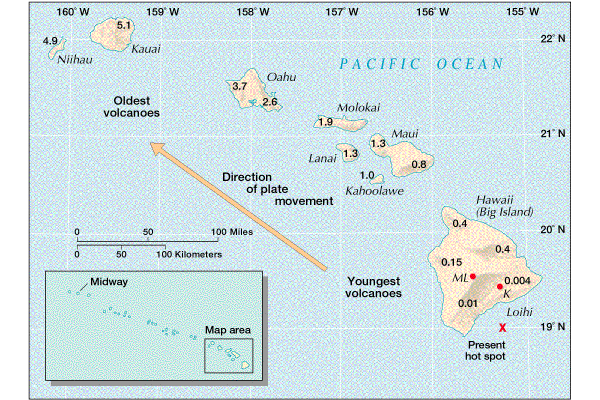 160° W
159° W
158° W
157° W
156° W
155° W
5.1
4.9
Niihau
Kauai
22° N
PACIFIC OCEAN
Oahu
3.7
2.6
Oldest
volcanoes
Molokai
1.9
21° N
Maui
1.3
Lanai
1.3
0.8
1.0
Kahoolawe
Direction
of plate
movement
Hawaii
(Big Island)
0.4
20° N
0 50 100 Miles
0 50 100 Kilometers
0.4
0.15
ML
0.004
K
0.01
Youngest
volcanoes
Midway
Map area
Loihi
X
19° N
Present
hot spot